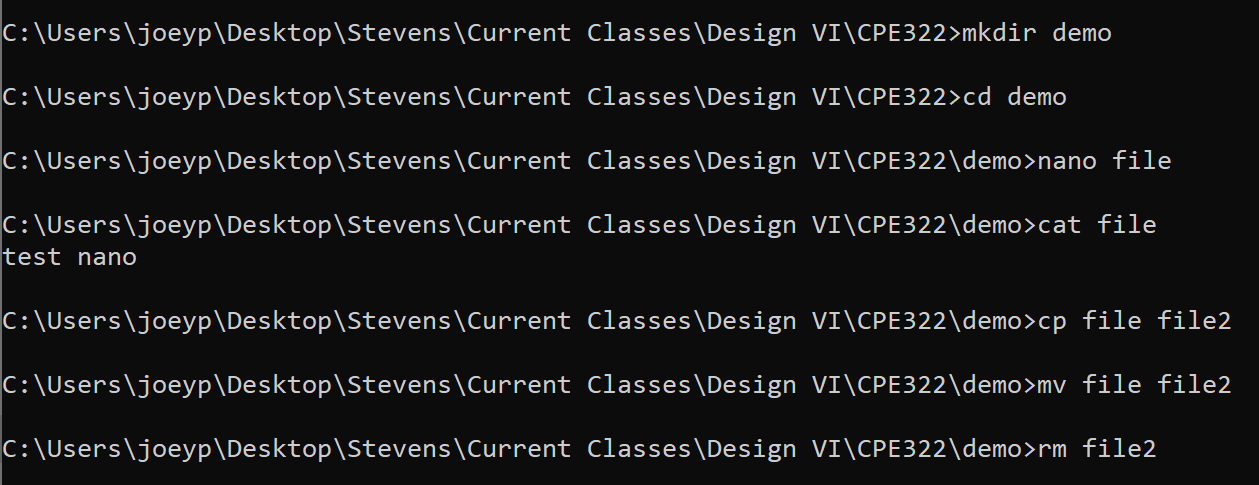 C:\Users\joeyp\Desktop\Stevens\Current Classes\Design VI\CPE322>mkdir demo
C:\Users\joeyp\Desktop\Stevens\Current Classes\Design VI\CPE322>cd demo
C:\Users\joeyp\Desktop\Stevens\Current Classes\Design VI\CPE322\demo>nano file
C:\Users\joeyp\Desktop\Stevens\Current Classes\Design VI\CPE322\demo>cat file
test nano
C:\Users\joeyp\Desktop\Stevens\Current Classes\Design VI\CPE322\demo>cp file file2
C:\Users\joeyp\Desktop\Stevens\Current Classes\Design VI\CPE322\demo>mv file file2
C:\Users\joeyp\Desktop\Stevens\Current Classes\Design VI\CPE322\demo>rm file2